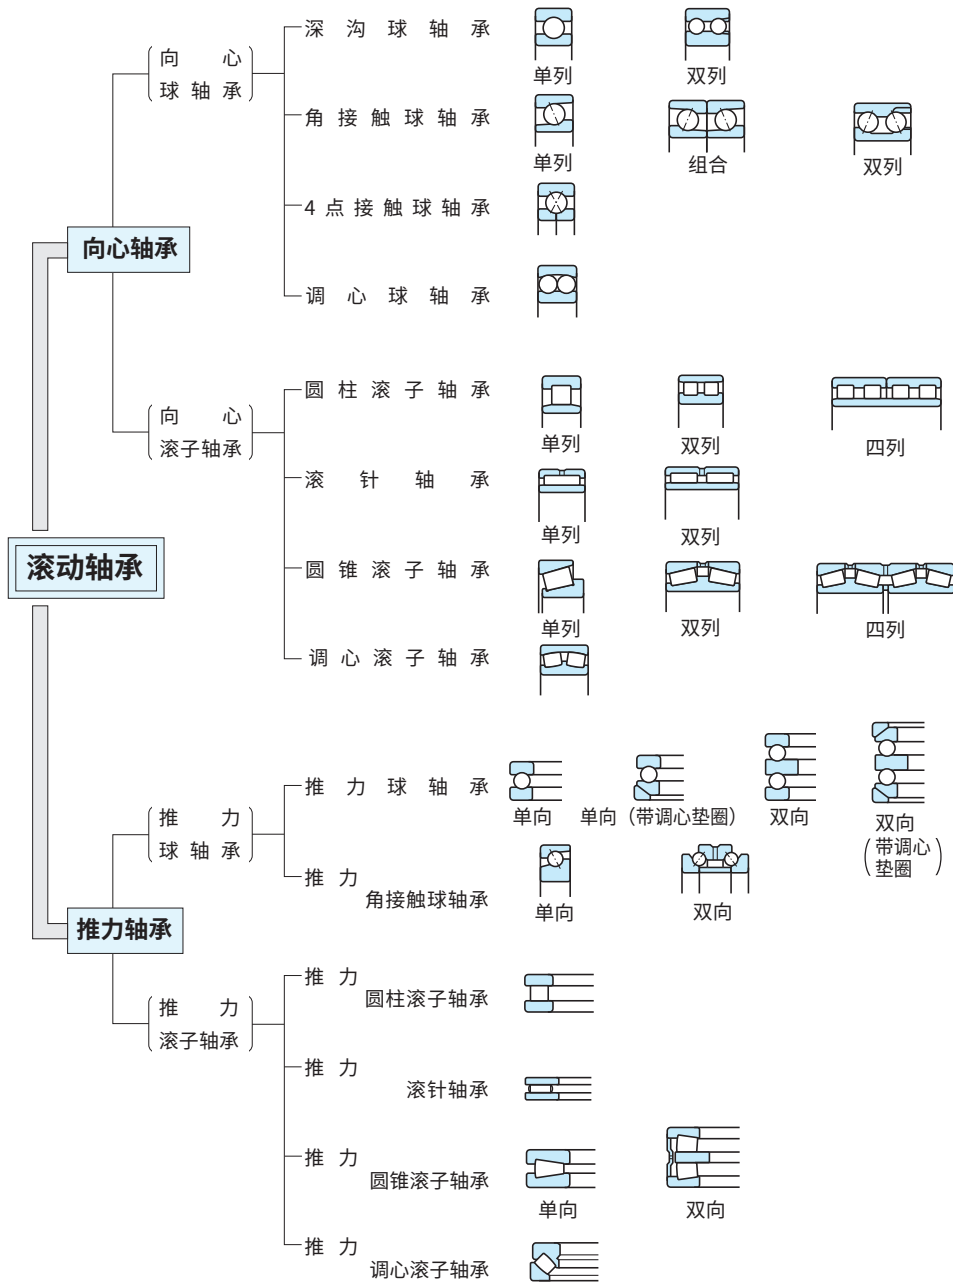 深沟球轴承
单列
双列
向心
球轴承
角接触球轴承
单列
组合
双列
4点接触球轴承
向心轴承
调心球轴承
圆柱滚子轴承
单列
双列
四列
向心
滚子轴承
滚针轴承
单列
双列
滚动轴承
圆锥滚子轴承
单列
双列
四列
调心滚子轴承
推力球轴承
单向
单向（带调心垫圈）
双向
双向
（带调心
垫圈）
推力
球轴承
推力
角接触球轴承
单向
双向
推力轴承
推力
圆柱滚子轴承
推力
滚子轴承
推力
滚针轴承
推力
圆锥滚子轴承
单向
双向
推力
调心滚子轴承